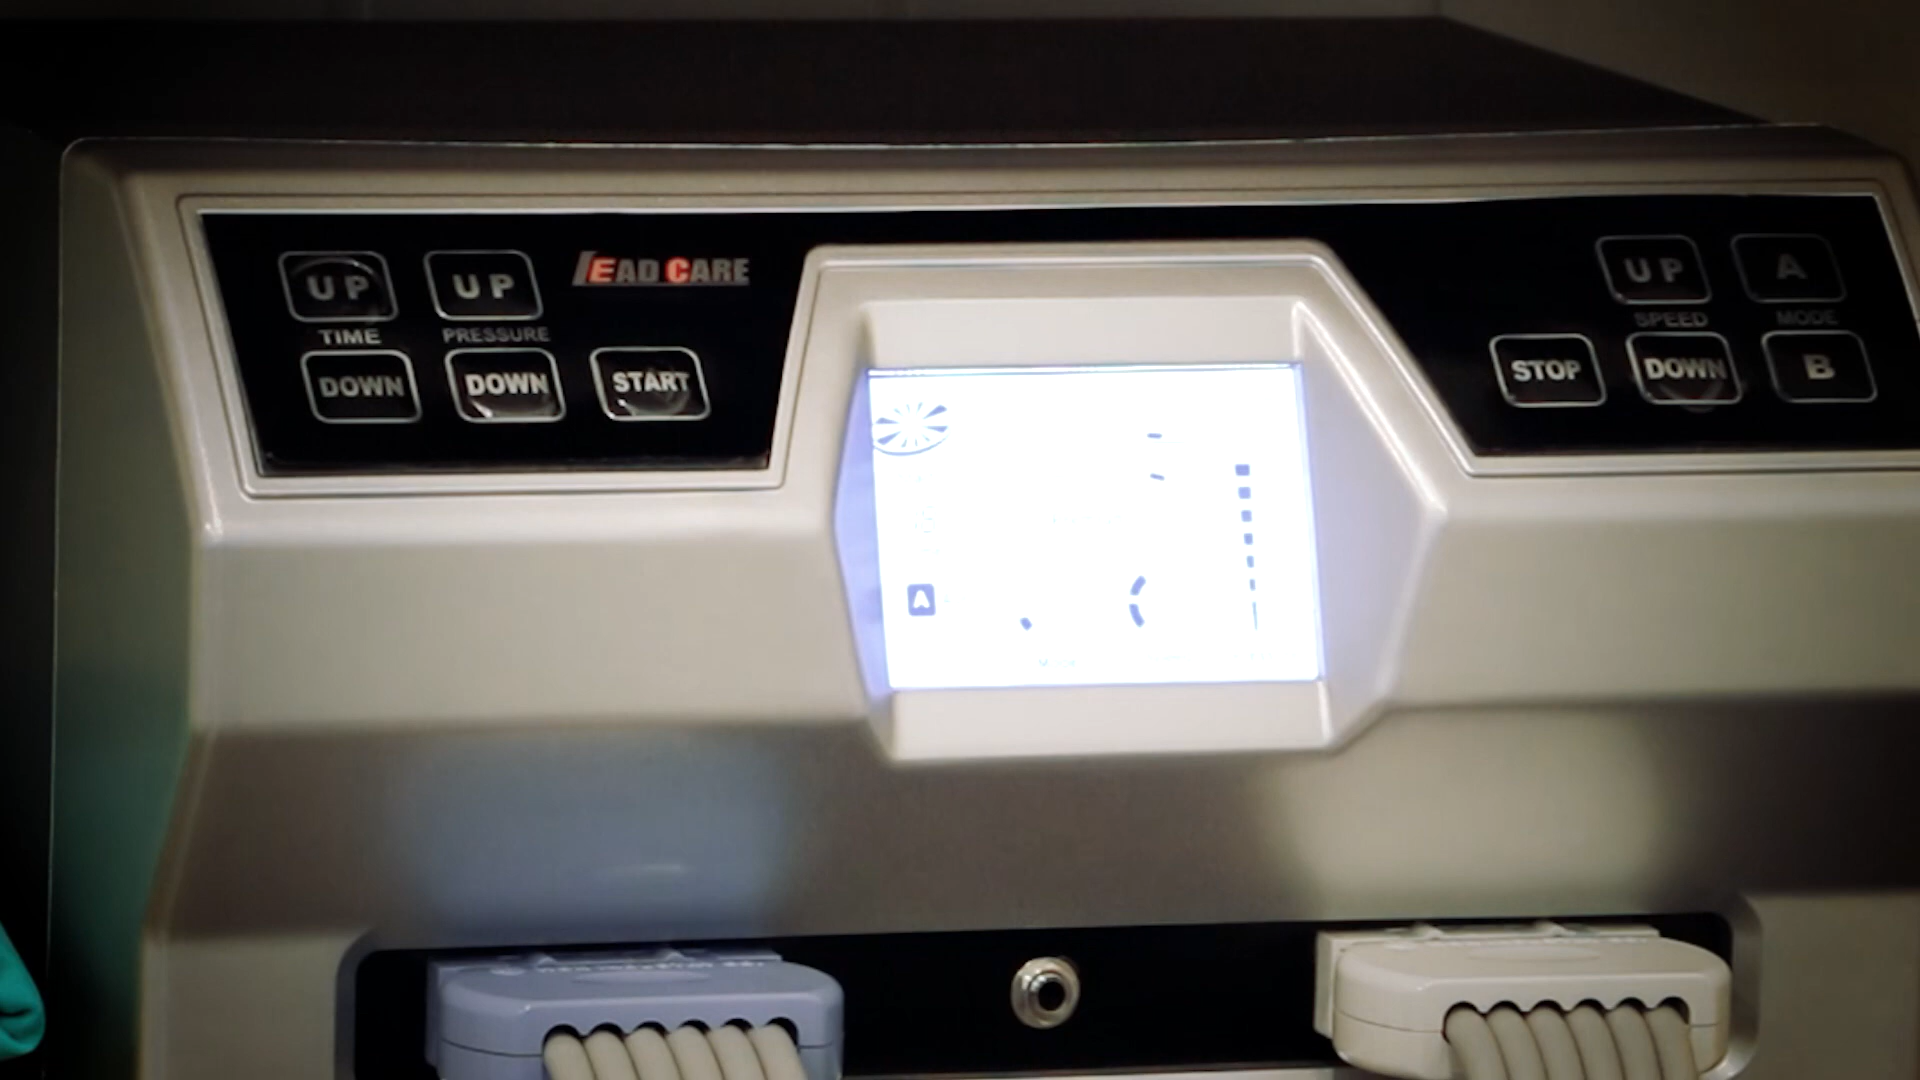 UP UP LEAD CARE
TIME PRESSURE
DOWN DOWN START
A
UP A
SPEED MODE
STOP DOWN B